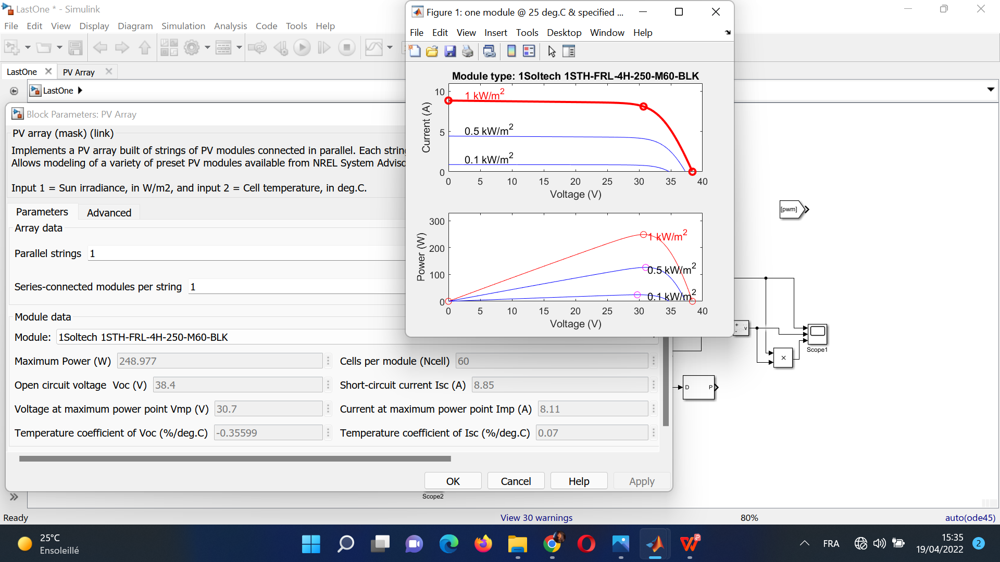 LastOne * - Simulink
File Edit View Display Diagram Simulation Analysis Code Tools Help
LastOne
PV Array
LastOne
Block Parameters: PV Array
PV array (mask) (link)
Implements a PV array built of strings of PV modules connected in parallel. Each
Allows modeling of a variety of preset PV modules available from NREL System
Input 1 = Sun irradiance, in W/m2, and input 2 = Cell temperature, in deg.C.
Parameters
Advanced
Array data
Parallel strings 1
Series-connected modules per string 1
Module data
Module: 1Soltech 1STH-FRL-4H-250-M60-BLK
Maximum Power (W) 248.977
Cells per module (Ncell) 60
Open circuit voltage Voc (V) 38.4
Short-circuit current Isc (A) 8.85
Voltage at maximum power point Vmp (V) 30.7
Current at maximum power point Imp (A) 8.11
Temperature coefficient of Voc (%/deg.C) -0.35599
Temperature coefficient of Isc (%/deg.C) 0.07
OK Cancel Help Apply
Figure 1: one module @ 25 deg.C & specified ...
File Edit View Insert Tools Desktop Window Help
Module type: 1Soltech 1STH-FRL-4H-250-M60-BLK
Current (A)
10
5
0
1 kW/m2
0.5 kW/m2
0.1 kW/m2
0 5 10 15 20 25 30 35 40
Voltage (V)
Power (W)
300
200
100
0
1 kW/m2
0.5 kW/m2
0.1 kW/m2
0 5 10 15 20 25 30 35 40
Voltage (V)
[pwm]
+
-
v
×
Scope1
D P
Scope2
Ready
View 30 warnings
80%
auto(ode45)
25°C
Ensoleillé
FRA
15:35
19/04/2022
2